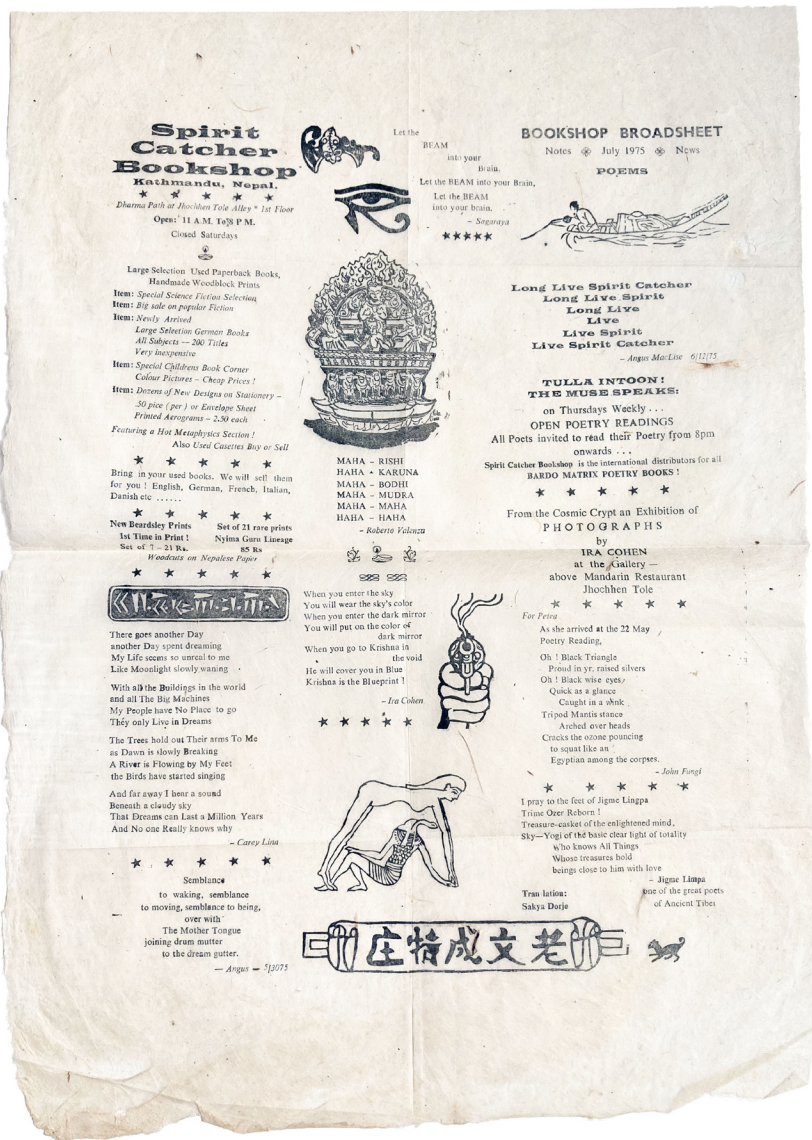 Spirit
Catcher
Bookshop
Kathmandu, Nepal.
Dharma Path at Jhochhen Tole Alley * 1st Floor
Open: 11 A.M. To 8 P.M.
Closed Saturdays
Large Selection Used Paperback Books,
Handmade Woodblock Prints
Item: Special Science Fiction Selection
Item: Big sale on popular Fiction
Item: Newly Arrived
Large Selection German Books
All Subjects — 200 Titles
Very inexpensive
Item: Special Childrens Book Corner
Colour Pictures – Cheap Prices !
Item: Dozens of New Designs on Stationery –
.50 pice ( per ) or Envelope Sheet
Printed Aerograms – 2.50 each
Featuring a Hot Metaphysics Section !
Also Used Casettes Buy or Sell
Bring in your used books. We will sell them
for you ! English, German, French, Italian,
Danish etc ......
New Beardsley Prints
1st Time in Print !
Set of 7 – 21 Rs.
Set of 21 rare prints
Nyima Guru Lineage
85 Rs
Woodcuts on Nepalese Paper
There goes another Day
another Day spent dreaming
My Life seems so unreal to me
Like Moonlight slowly waning
With all the Buildings in the world
and all The Big Machines
My People have No Place to go
They only Live in Dreams
The Trees hold out Their arms To Me
as Dawn is slowly Breaking
A River is Flowing by My Feet
the Birds have started singing
And far away I hear a sound
Beneath a cloudy sky
That Dreams can Last a Million Years
And No one Really knows why
– Carey Linn
Semblance
to waking, semblance
to moving, semblance to being,
over with
The Mother Tongue
joining drum mutter
to the dream gutter.
— Angus — 5|3075
Let the
BEAM
into your
Brain.
Let the BEAM into your Brain,
Let the BEAM
into your brain.
– Sagaraya
MAHA – RISHI
HAHA + KARUNA
MAHA – BODHI
MAHA – MUDRA
MAHA – MAHA
HAHA – HAHA
– Roberto Valenza
When you enter the sky
You will wear the sky's color
When you enter the dark mirror
You will put on the color of
dark mirror
When you go to Krishna in
the void
He will cover you in Blue
Krishna is the Blueprint !
– Ira Cohen
庄特成文老
BOOKSHOP BROADSHEET
Notes July 1975 News
POEMS
Long Live Spirit Catcher
Long Live Spirit
Long Live
Live
Live Spirit
Live Spirit Catcher
– Angus MacLise 6|12|75
TULLA INTOON!
THE MUSE SPEAKS:
on Thursdays Weekly . . .
OPEN POETRY READINGS
All Poets invited to read their Poetry from 8pm
onwards . . .
Spirit Catcher Bookshop is the international distributors for all
BARDO MATRIX POETRY BOOKS !
From the Cosmic Crypt an Exhibition of
PHOTOGRAPHS
by
IRA COHEN
at the Gallery —
above Mandarin Restaurant
Jhochhen Tole
For Petra
As she arrived at the 22 May
Poetry Reading,
Oh ! Black Triangle
Proud in yr. raised silvers
Oh ! Black wise eyes,
Quick as a glance
Caught in a wink
Tripod Mantis stance
Arched over heads
Cracks the ozone pouncing
to squat like an
Egyptian among the corpses.
– John Fungi
I pray to the feet of Jigme Lingpa
Trime Ozer Reborn !
Treasure-casket of the enlightened mind,
Sky—Yogi of the basic clear light of totality
Who knows All Things
Whose treasures hold
beings close to him with love
– Jigme Limpa
one of the great poets
of Ancient Tibet
Tran lation:
Sakya Dorje